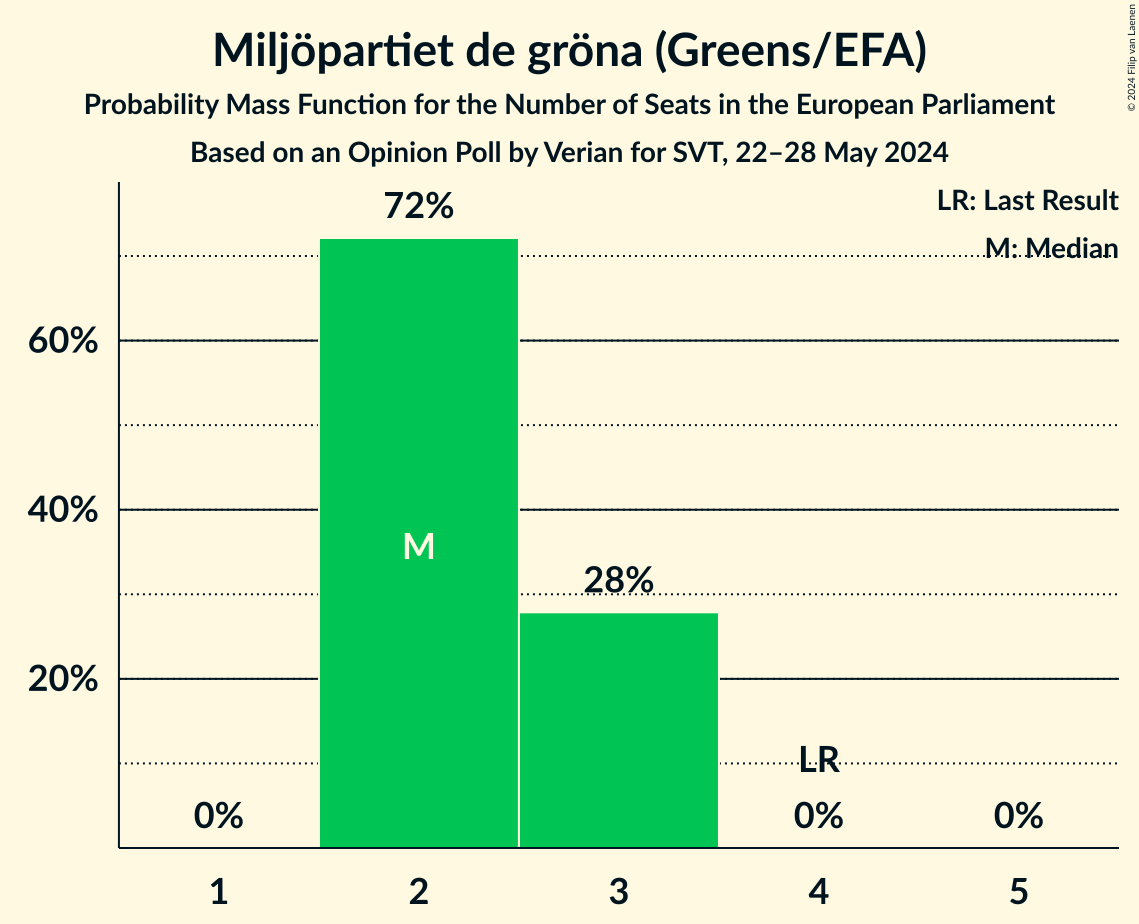 Miljöpartiet de gröna (Greens/EFA)
Probability Mass Function for the Number of Seats in the European Parliament
Based on an Opinion Poll by Verian for SVT, 22–28 May 2024
© 2024 Filip van Laenen
LR: Last Result
M: Median
72%
60%
40%
M
28%
20%
LR
0%
0%
0%
1
2
3
4
5